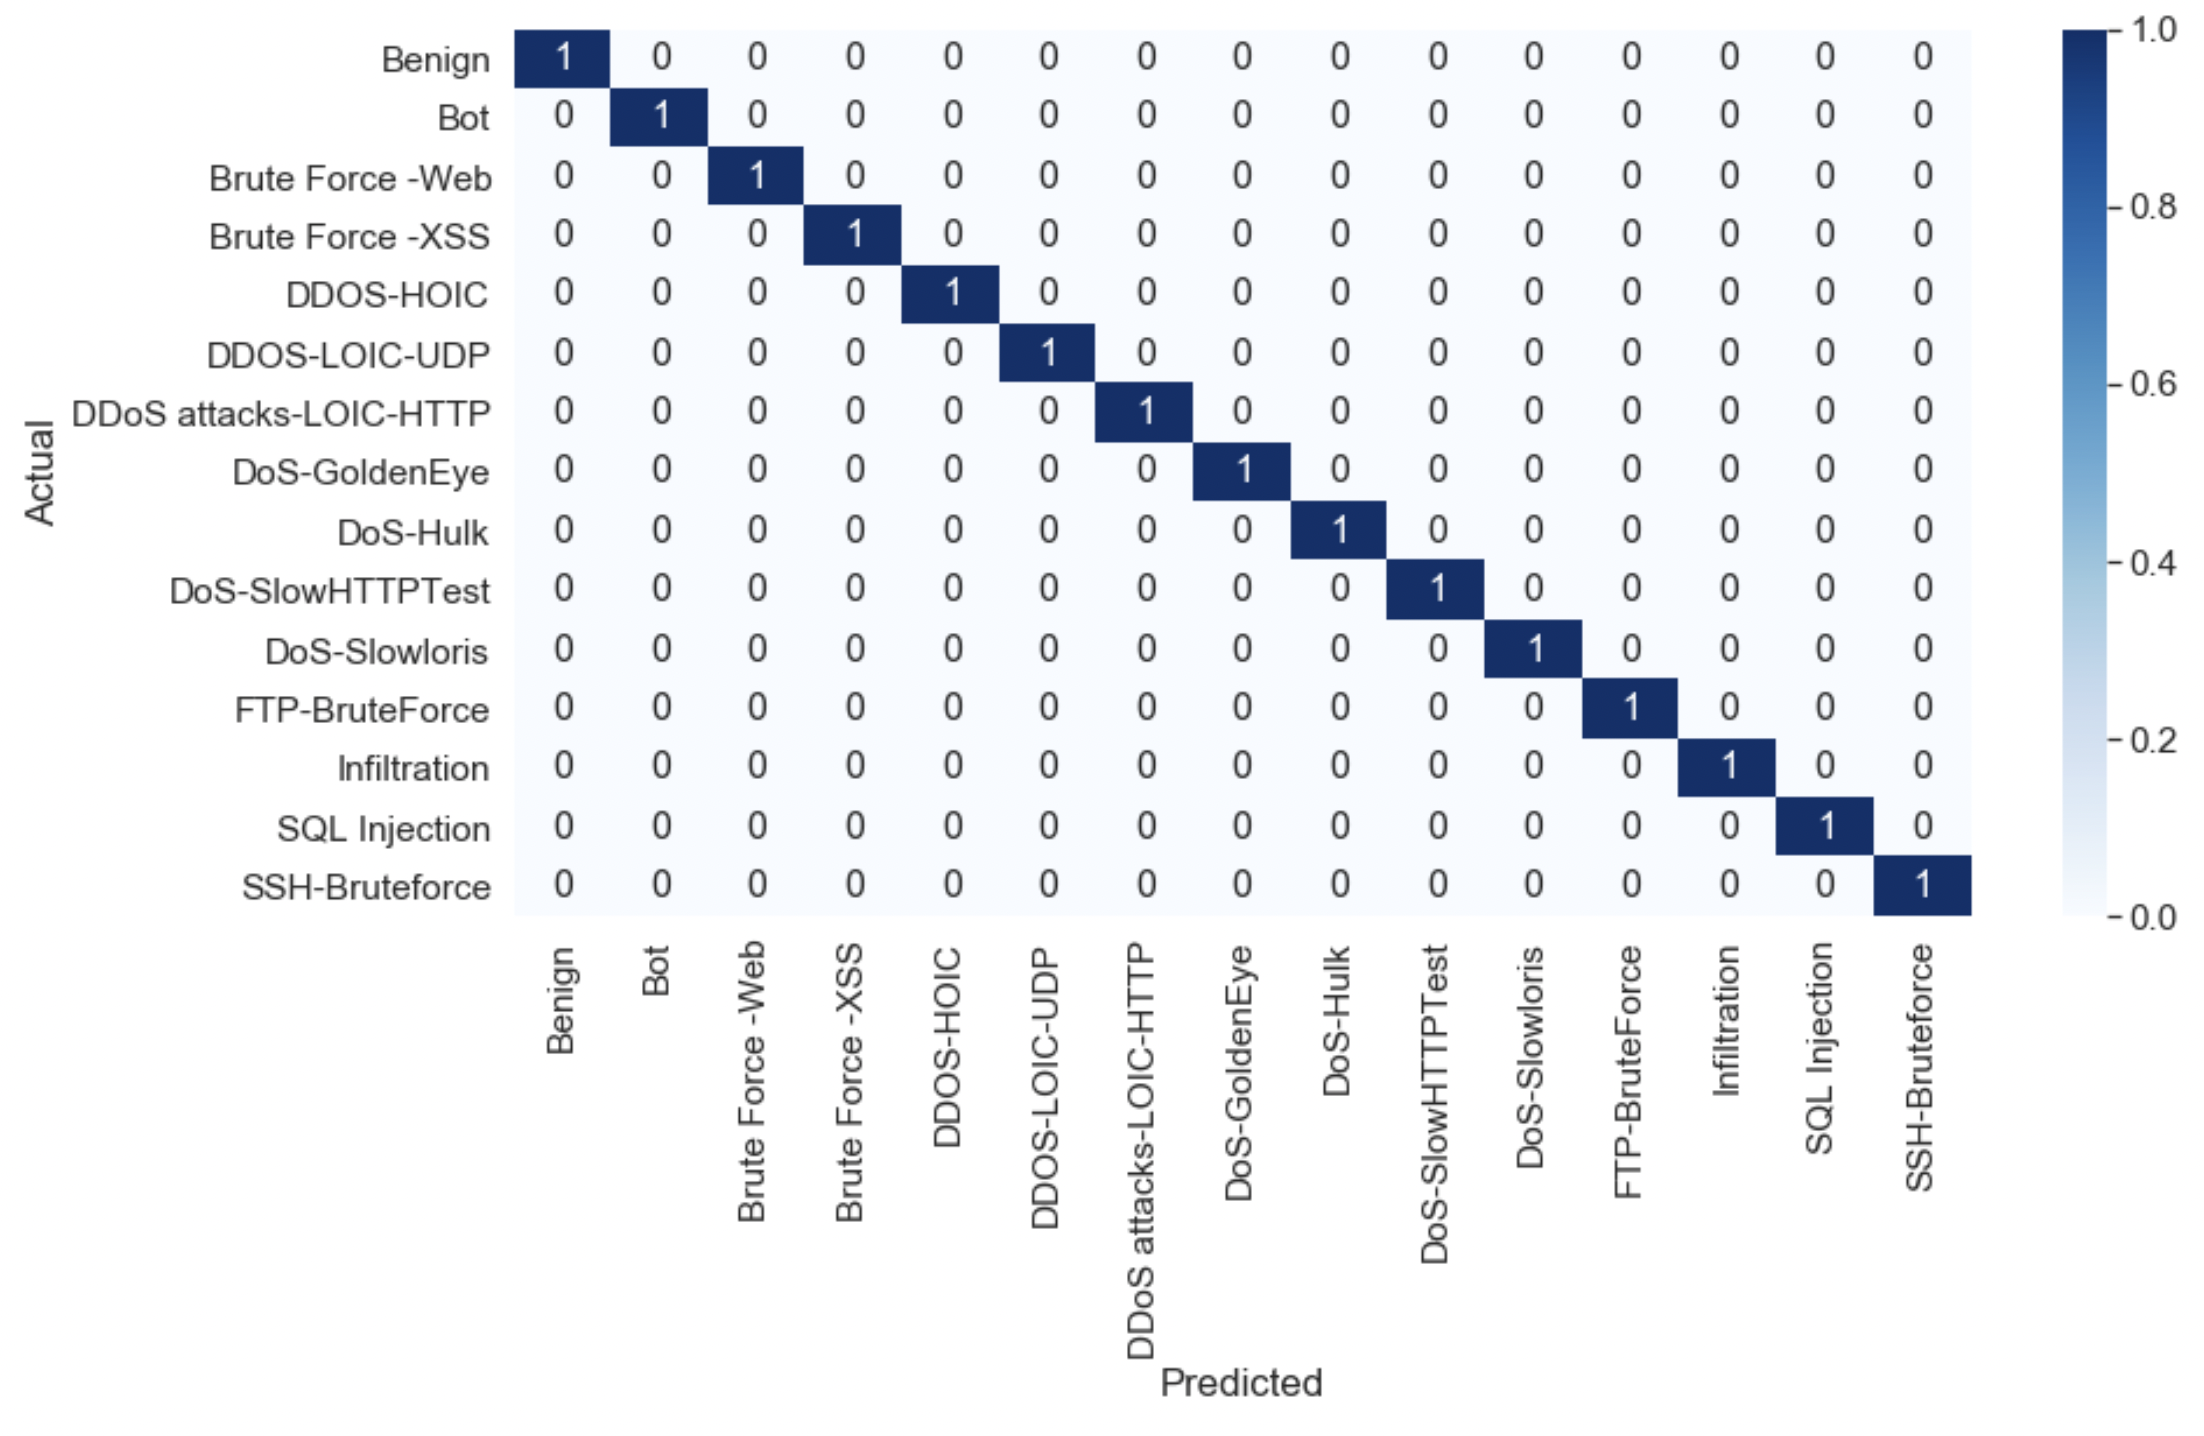 Benign 1 0 0 0 0 0 0 0 0 0 0 0 0 0 0
Bot 0 1 0 0 0 0 0 0 0 0 0 0 0 0 0
Brute Force -Web 0 0 1 0 0 0 0 0 0 0 0 0 0 0 0
Brute Force -XSS 0 0 0 1 0 0 0 0 0 0 0 0 0 0 0
DDOS-HOIC 0 0 0 0 1 0 0 0 0 0 0 0 0 0 0
DDOS-LOIC-UDP 0 0 0 0 0 1 0 0 0 0 0 0 0 0 0
DDoS attacks-LOIC-HTTP 0 0 0 0 0 0 1 0 0 0 0 0 0 0 0
DoS-GoldenEye 0 0 0 0 0 0 0 1 0 0 0 0 0 0 0
DoS-Hulk 0 0 0 0 0 0 0 0 1 0 0 0 0 0 0
DoS-SlowHTTPTest 0 0 0 0 0 0 0 0 0 1 0 0 0 0 0
DoS-Slowloris 0 0 0 0 0 0 0 0 0 0 1 0 0 0 0
FTP-BruteForce 0 0 0 0 0 0 0 0 0 0 0 1 0 0 0
Infiltration 0 0 0 0 0 0 0 0 0 0 0 0 1 0 0
SQL Injection 0 0 0 0 0 0 0 0 0 0 0 0 0 1 0
SSH-Bruteforce 0 0 0 0 0 0 0 0 0 0 0 0 0 0 1
Actual
Benign
Bot
Brute Force -Web
Brute Force -XSS
DDOS-HOIC
DDOS-LOIC-UDP
DDoS attacks-LOIC-HTTP
DoS-GoldenEye
DoS-Hulk
DoS-SlowHTTPTest
DoS-Slowloris
FTP-BruteForce
Infiltration
SQL Injection
SSH-Bruteforce
Predicted
1.0
0.8
0.6
0.4
0.2
0.0